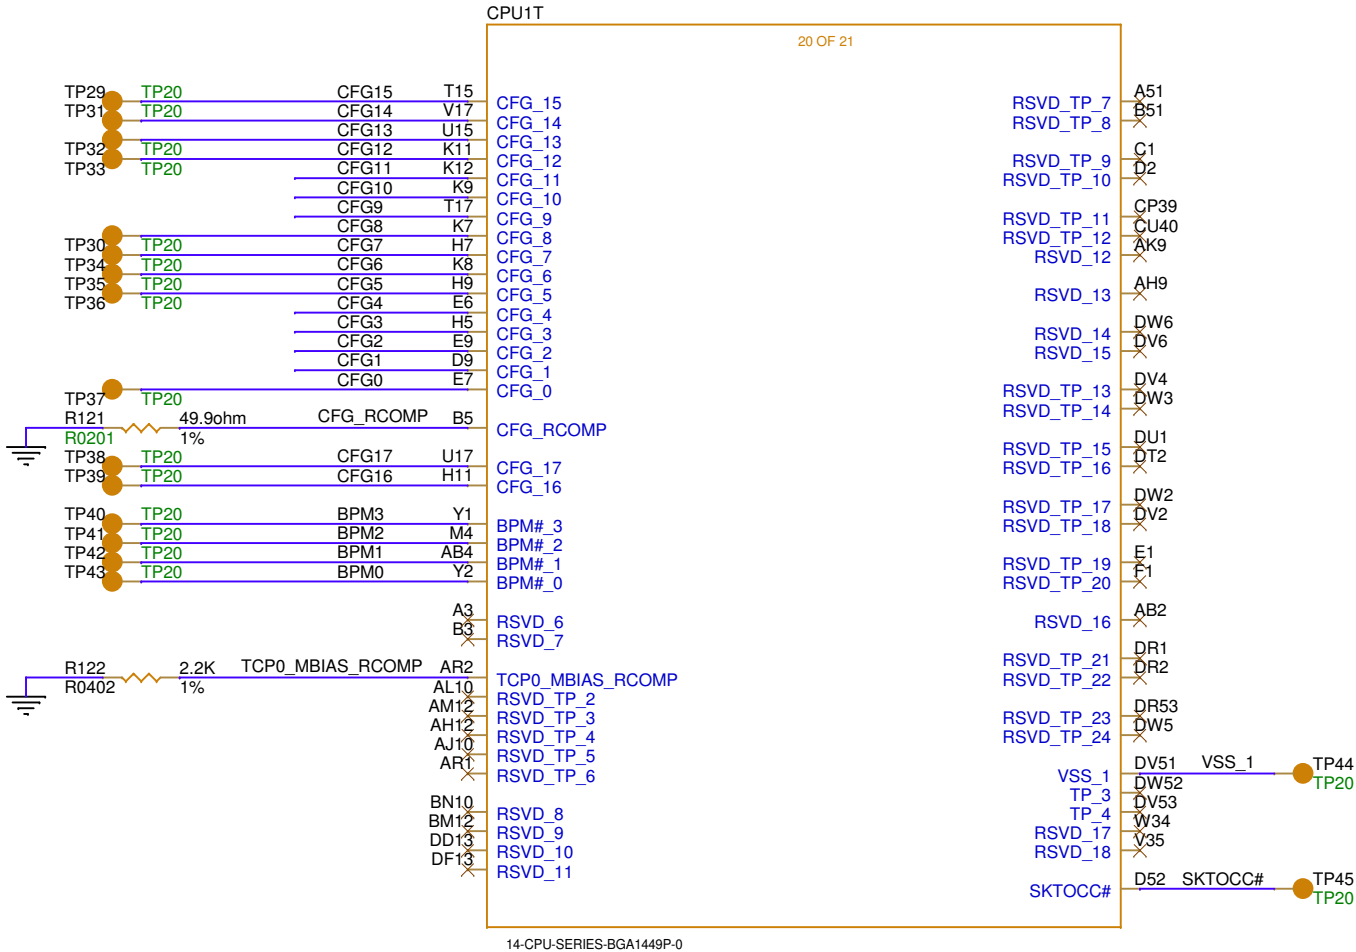 CPU1T
20 OF 21
TP29 TP20 CFG15 T15 CFG_15 RSVD_TP_7 A51
TP31 TP20 CFG14 V17 CFG_14 RSVD_TP_8 B51
CFG13 U15 CFG_13
TP32 TP20 CFG12 K11 CFG_12 RSVD_TP_9 C1
TP33 TP20 CFG11 K12 CFG_11 RSVD_TP_10 D2
CFG10 K9 CFG_10
CFG9 T17 CFG_9 RSVD_TP_11 CP39
CFG8 K7 CFG_8 RSVD_TP_12 CU40
TP30 TP20 CFG7 H7 CFG_7 RSVD_12 AK9
TP34 TP20 CFG6 K8 CFG_6
TP35 TP20 CFG5 H9 CFG_5 RSVD_13 AH9
TP36 TP20 CFG4 E6 CFG_4
CFG3 H5 CFG_3 RSVD_14 DW6
CFG2 E9 CFG_2 RSVD_15 DV6
CFG1 D9 CFG_1
CFG0 E7 CFG_0 RSVD_TP_13 DV4
TP37 TP20 RSVD_TP_14 DW3
R121 49.9ohm CFG_RCOMP B5 CFG_RCOMP
R0201 1% RSVD_TP_15 DU1
TP38 TP20 CFG17 U17 CFG_17 RSVD_TP_16 DT2
TP39 TP20 CFG16 H11 CFG_16
RSVD_TP_17 DW2
TP40 TP20 BPM3 Y1 BPM#_3 RSVD_TP_18 DV2
TP41 TP20 BPM2 M4 BPM#_2
TP42 TP20 BPM1 AB4 BPM#_1 RSVD_TP_19 E1
TP43 TP20 BPM0 Y2 BPM#_0 RSVD_TP_20 F1
A3 RSVD_6 RSVD_16 AB2
B3 RSVD_7
RSVD_TP_21 DR1
R122 2.2K TCP0_MBIAS_RCOMP AR2 TCP0_MBIAS_RCOMP RSVD_TP_22 DR2
R0402 1% AL10 RSVD_TP_2
AM12 RSVD_TP_3 RSVD_TP_23 DR53
AH12 RSVD_TP_4 RSVD_TP_24 DW5
AJ10 RSVD_TP_5
AR1 RSVD_TP_6 VSS_1 DV51 VSS_1 TP44
TP_3 DW52 TP20
BN10 RSVD_8 TP_4 DV53
BM12 RSVD_9 RSVD_17 W34
DD13 RSVD_10 RSVD_18 V35
DF13 RSVD_11
SKTOCC# D52 SKTOCC# TP45
TP20
14-CPU-SERIES-BGA1449P-0